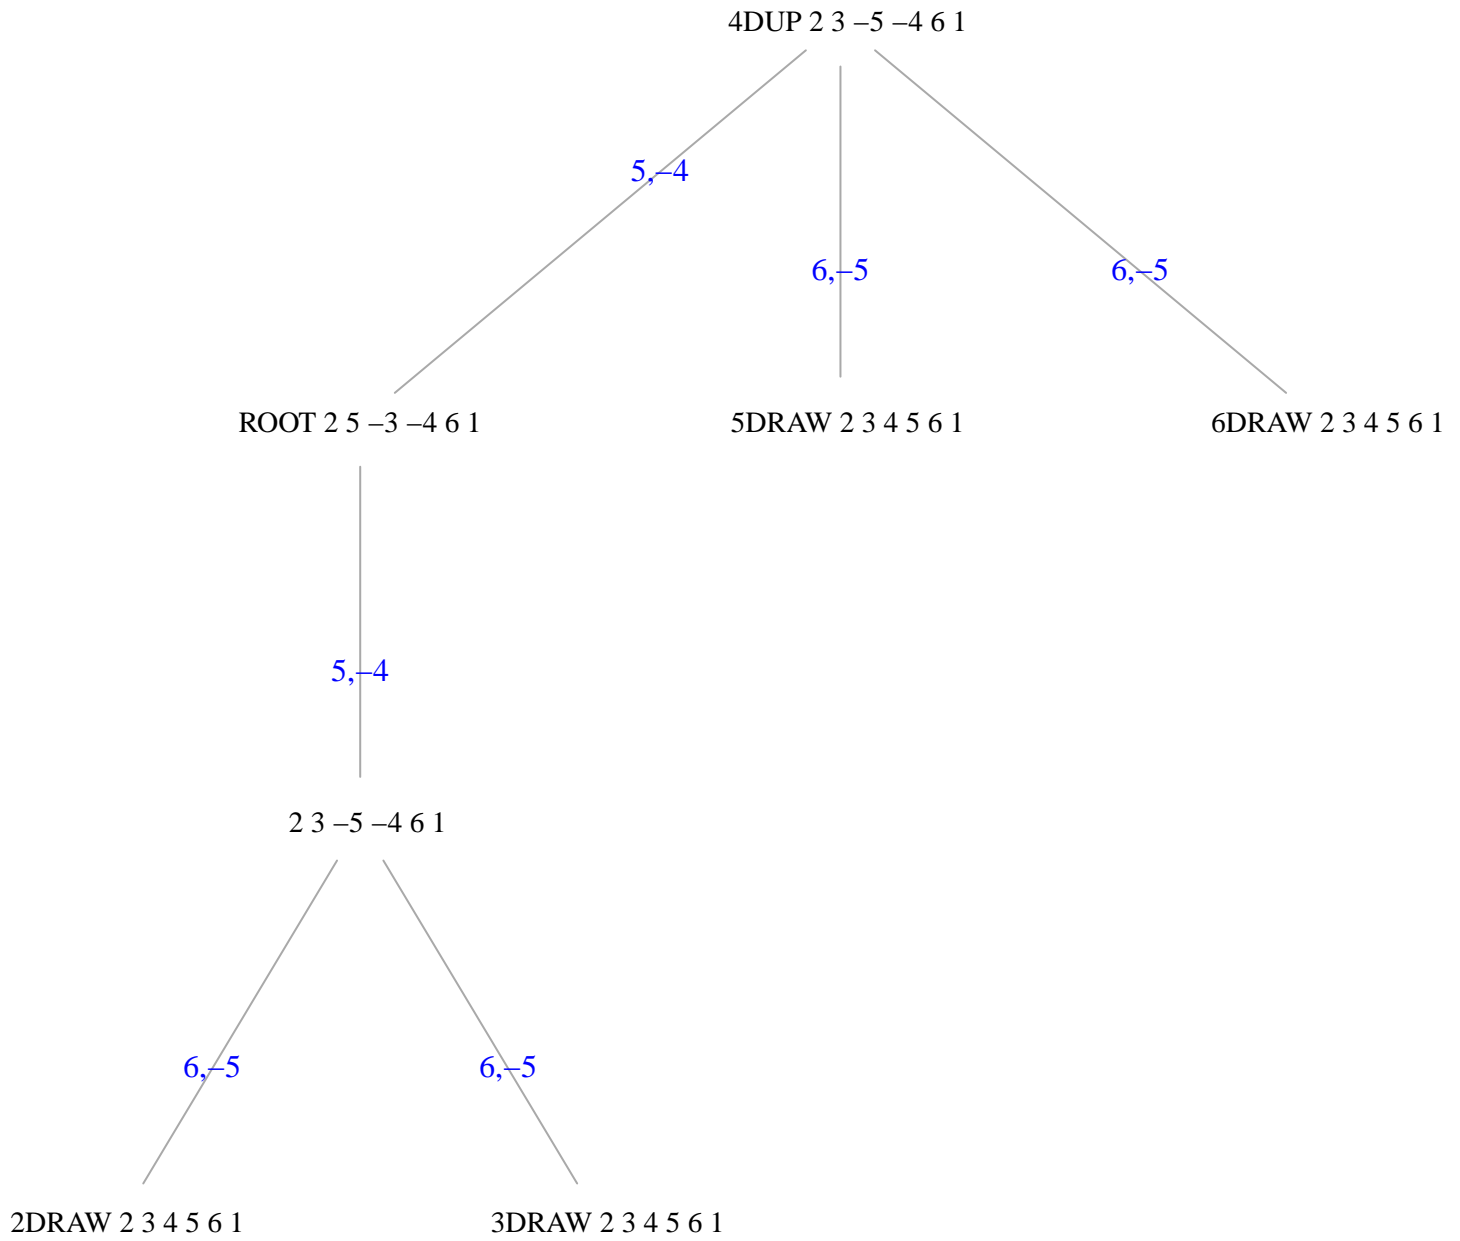 4DUP 2 3 –5 –4 6 1
5,–4
6,–5
6,–5
ROOT 2 5 –3 –4 6 1
5DRAW 2 3 4 5 6 1
6DRAW 2 3 4 5 6 1
5,–4
2 3 –5 –4 6 1
6,–5
6,–5
2DRAW 2 3 4 5 6 1
3DRAW 2 3 4 5 6 1